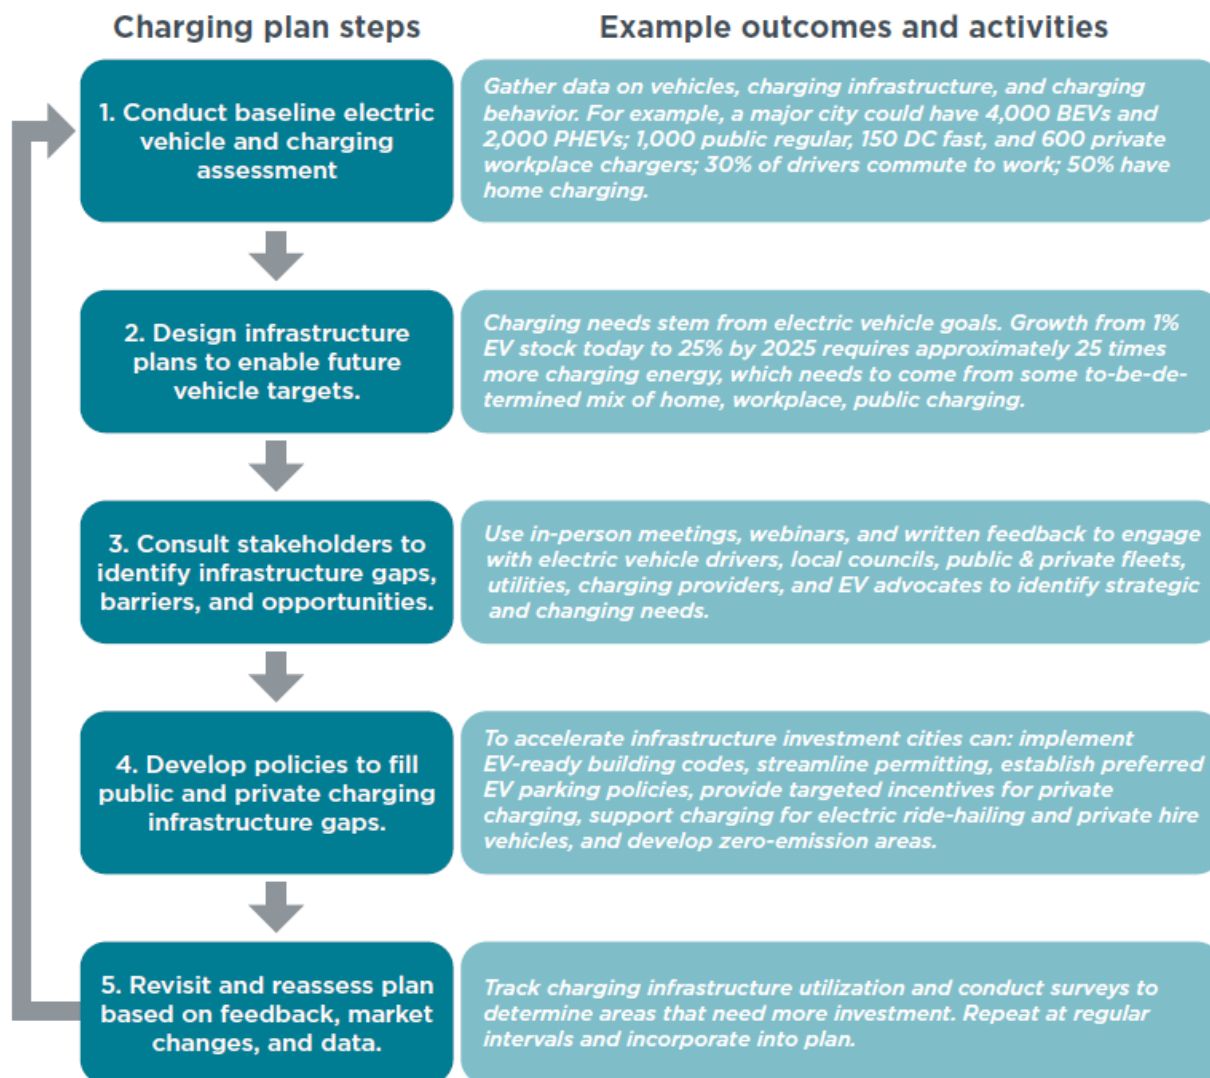 Charging plan steps
Example outcomes and activities
1. Conduct baseline electric
vehicle and charging
assessment
Gather data on vehicles, charging infrastructure, and charging
behavior. For example, a major city could have 4,000 BEVs and
2,000 PHEVs; 1,000 public regular, 150 DC fast, and 600 private
workplace chargers; 30% of drivers commute to work; 50% have
home charging.
2. Design infrastructure
plans to enable future
vehicle targets.
Charging needs stem from electric vehicle goals. Growth from 1%
EV stock today to 25% by 2025 requires approximately 25 times
more charging energy, which needs to come from some to-be-de-
termined mix of home, workplace, public charging.
3. Consult stakeholders to
identify infrastructure gaps,
barriers, and opportunities.
Use in-person meetings, webinars, and written feedback to engage
with electric vehicle drivers, local councils, public & private fleets,
utilities, charging providers, and EV advocates to identify strategic
and changing needs.
4. Develop policies to fill
public and private charging
infrastructure gaps.
To accelerate infrastructure investment cities can: implement
EV-ready building codes, streamline permitting, establish preferred
EV parking policies, provide targeted incentives for private
charging, support charging for electric ride-hailing and private hire
vehicles, and develop zero-emission areas.
5. Revisit and reassess plan
based on feedback, market
changes, and data.
Track charging infrastructure utilization and conduct surveys to
determine areas that need more investment. Repeat at regular
intervals and incorporate into plan.